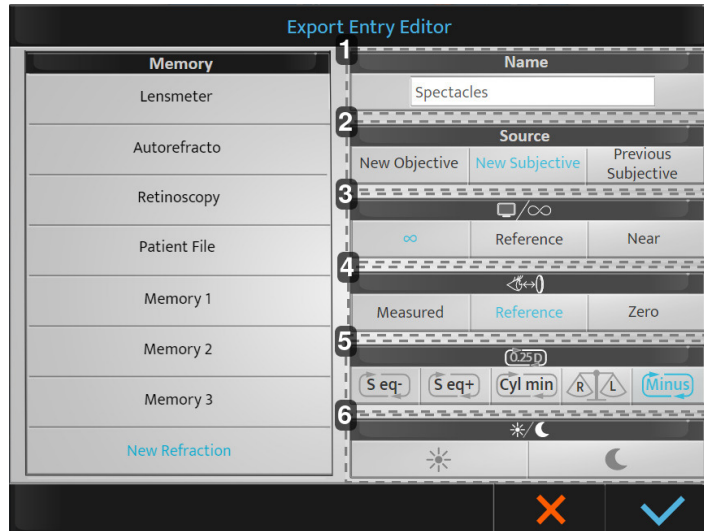 Export Entry Editor
Memory
Lensmeter
Autorefracto
Retinoscopy
Patient File
Memory 1
Memory 2
Memory 3
New Refraction
1
Name
Spectacles
2
Source
New Objective New Subjective Previous Subjective
3
/∞
∞ Reference Near
4
Measured Reference Zero
5
0.25 D
S eq- S eq+ Cyl min R L Minus
6